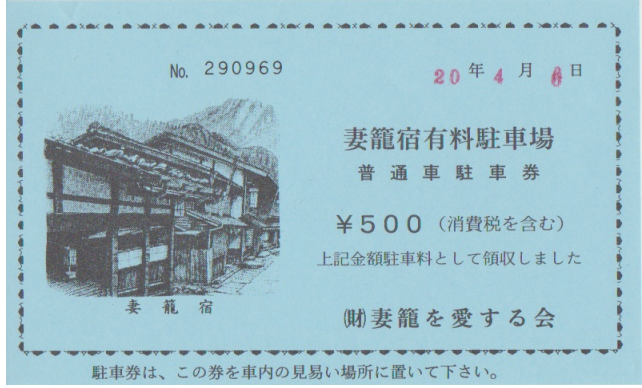 No. 290969
20年4月6日
妻籠宿有料駐車場
普通車駐車券
¥500（消費税を含む）
上記金額駐車料として領収しました
妻籠宿
㈶妻籠を愛する会
駐車券は、この券を車内の見易い場所に置いて下さい。